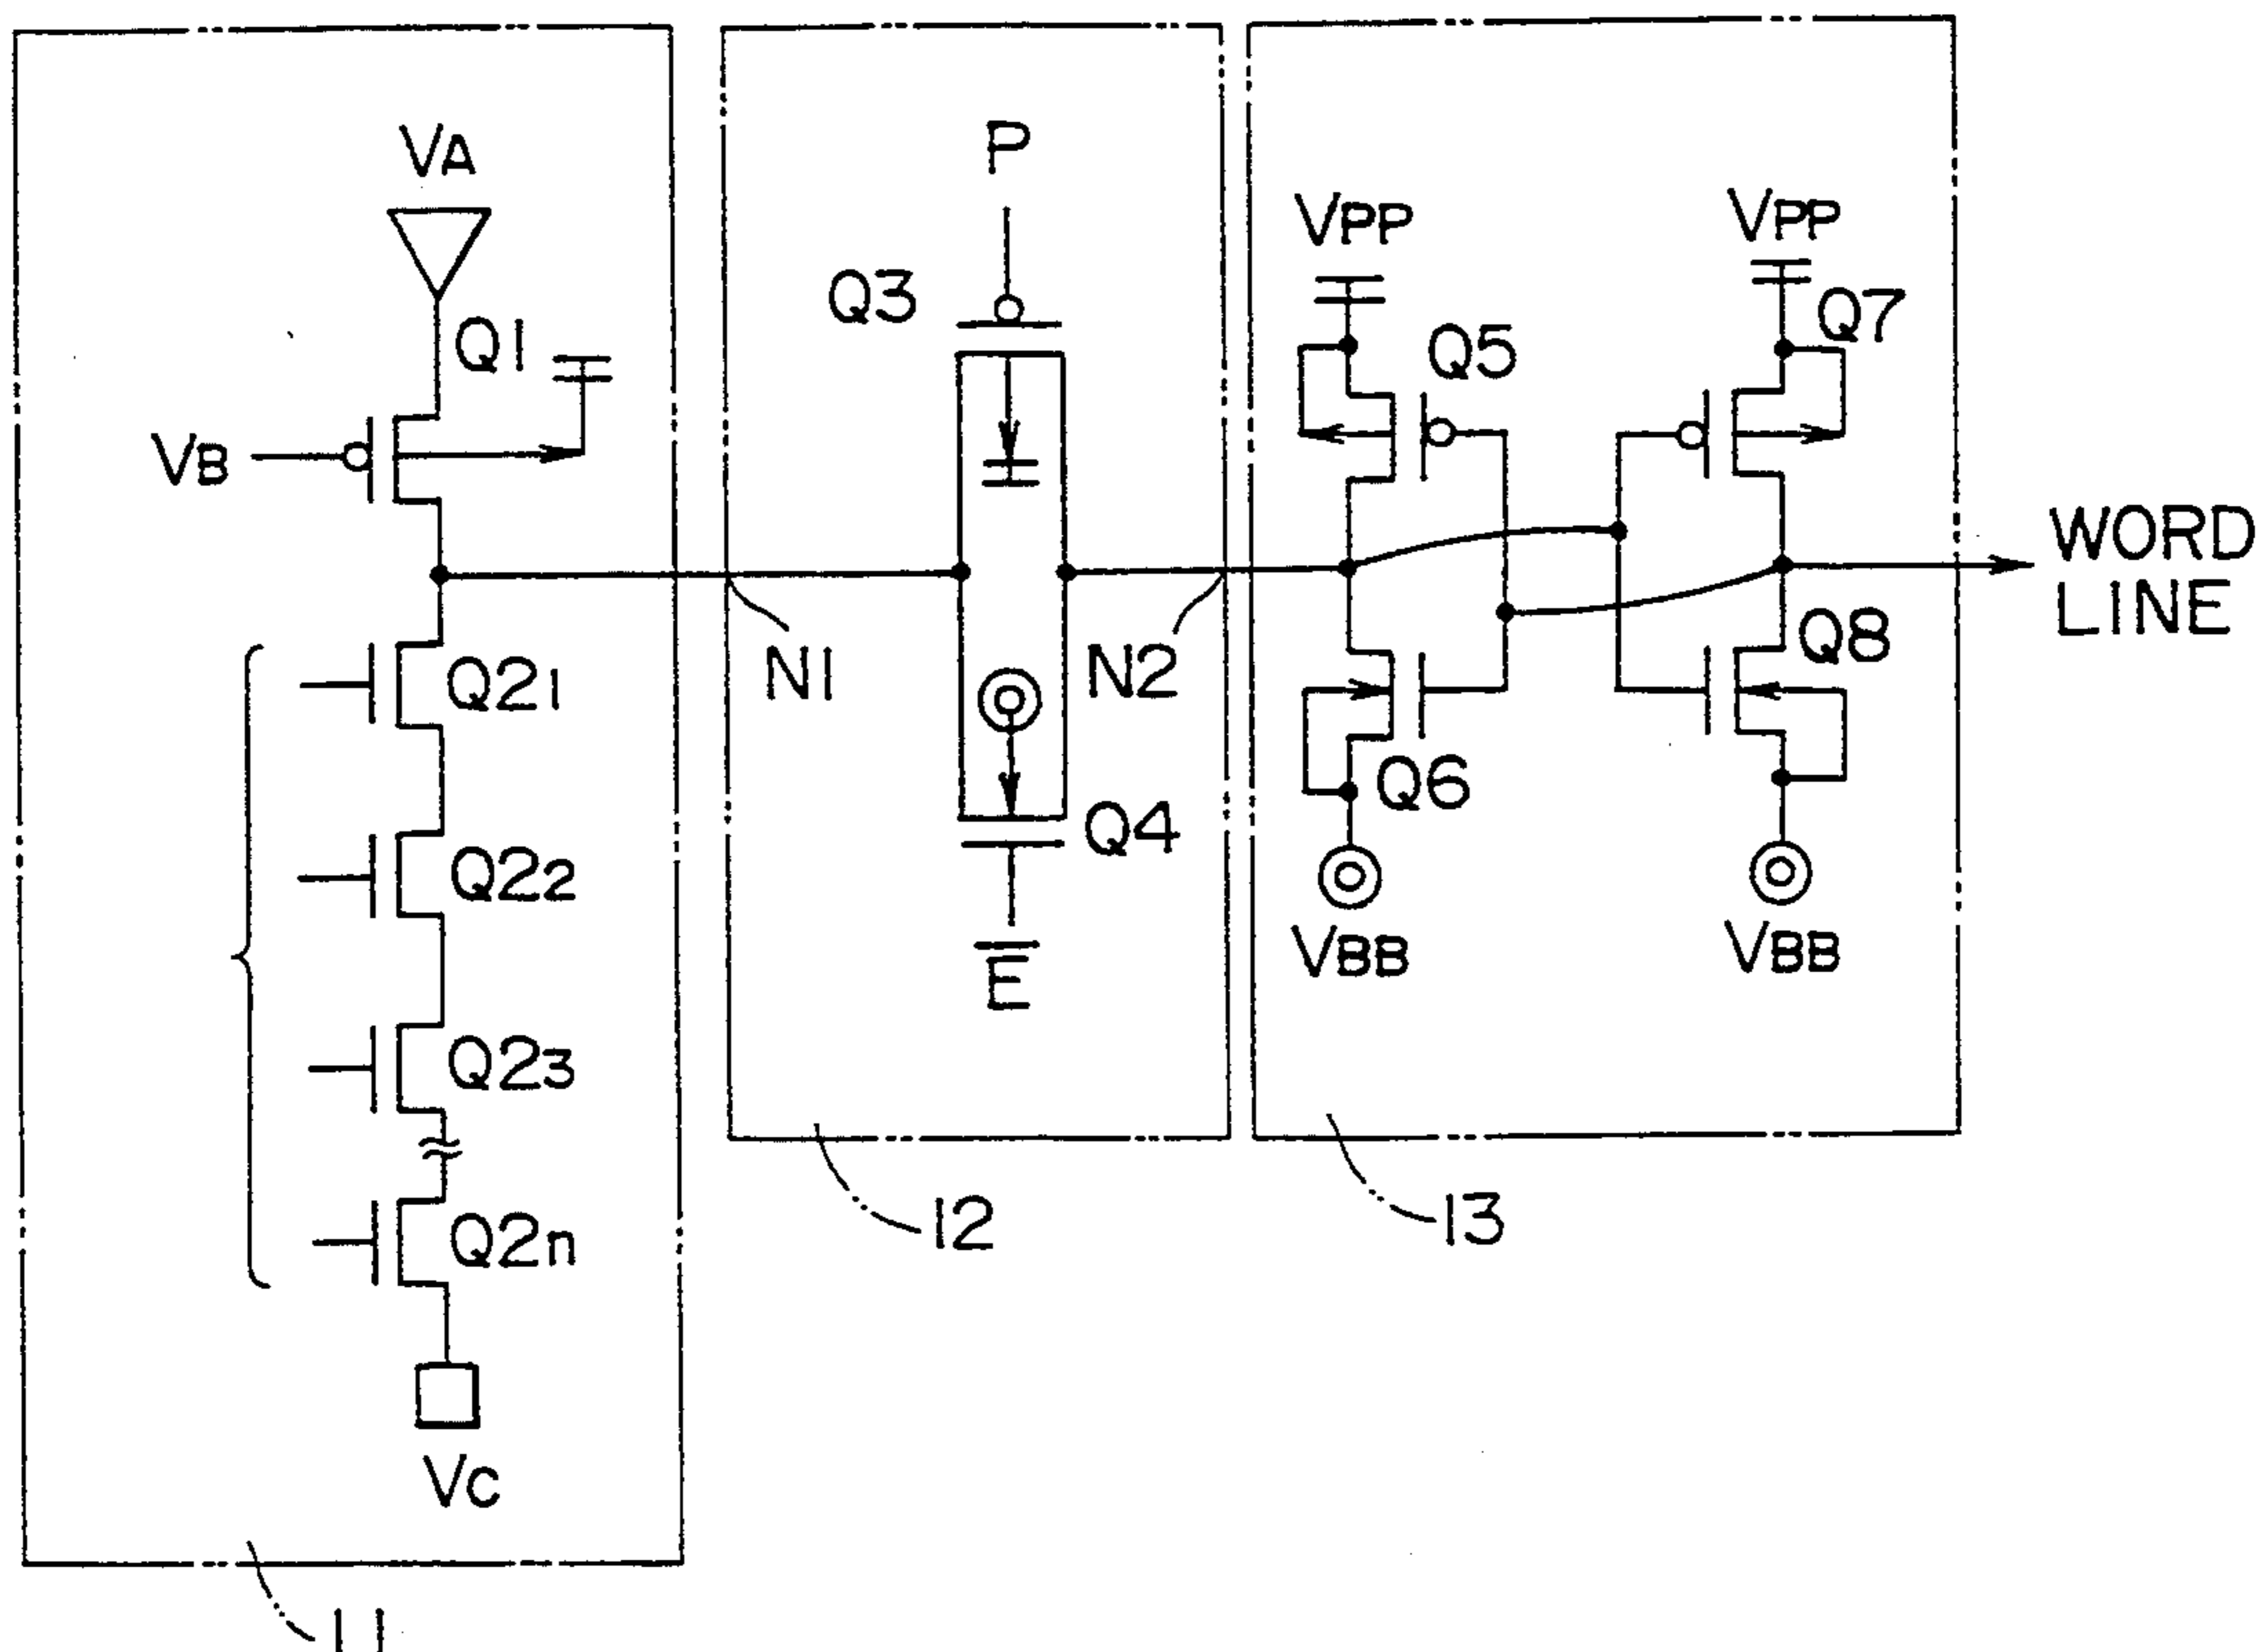 VA
Q1
VB
Q21
Q22
Q23
Q2n
VC
11
P
Q3
N1
N2
Q4
E
12
VPP
VPP
Q5
Q7
Q6
Q8
VBB
VBB
WORD
LINE
13